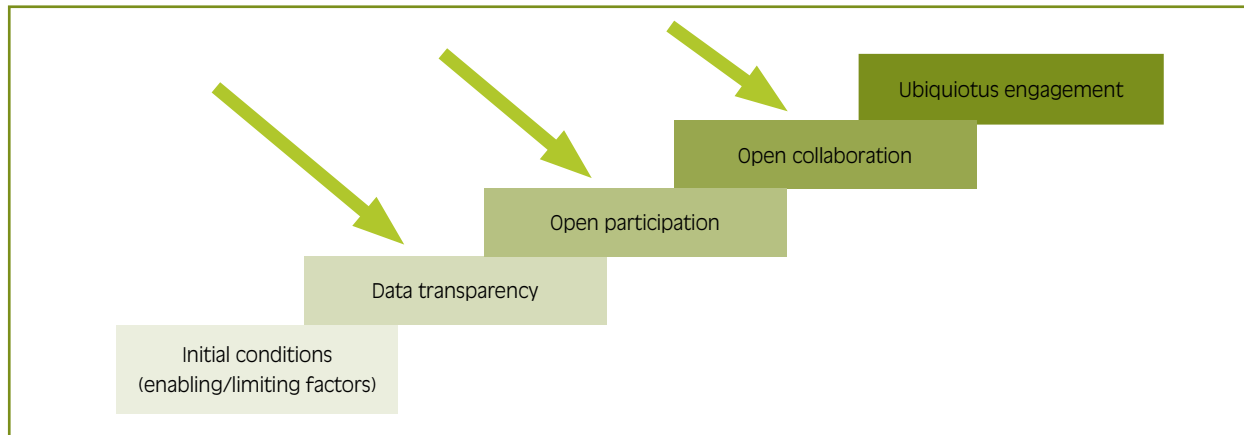 Ubiquiotus engagement
Open collaboration
Open participation
Data transparency
Initial conditions
(enabling/limiting factors)